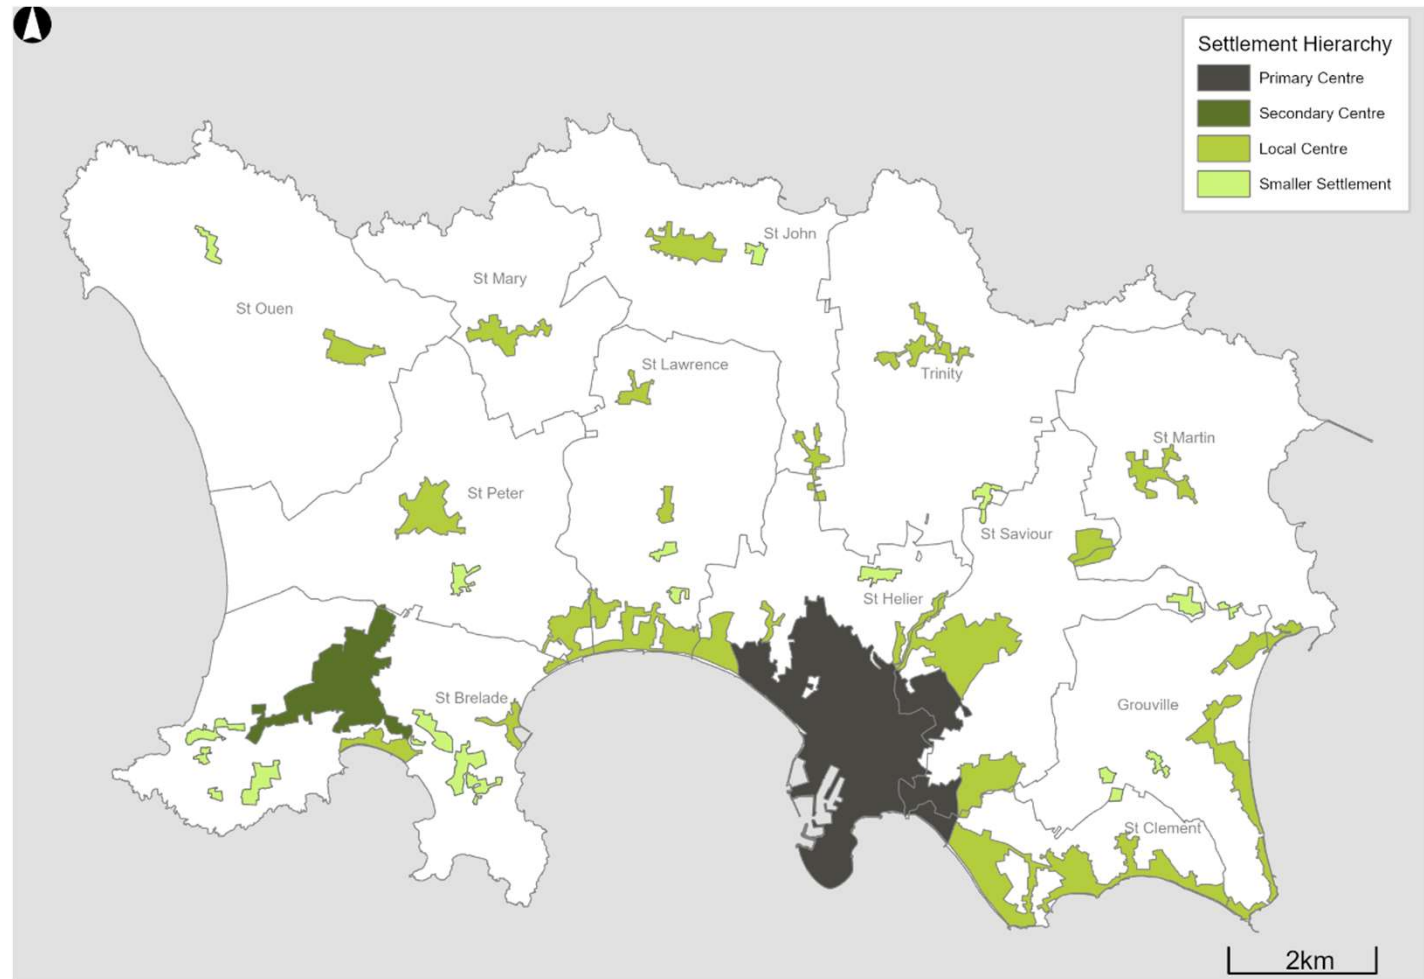 Settlement Hierarchy
Primary Centre
Secondary Centre
Local Centre
Smaller Settlement
St John
St Mary
St Ouen
St Lawrence
Trinity
St Martin
St Peter
St Saviour
St Helier
St Brelade
Grouville
St Clement
2km